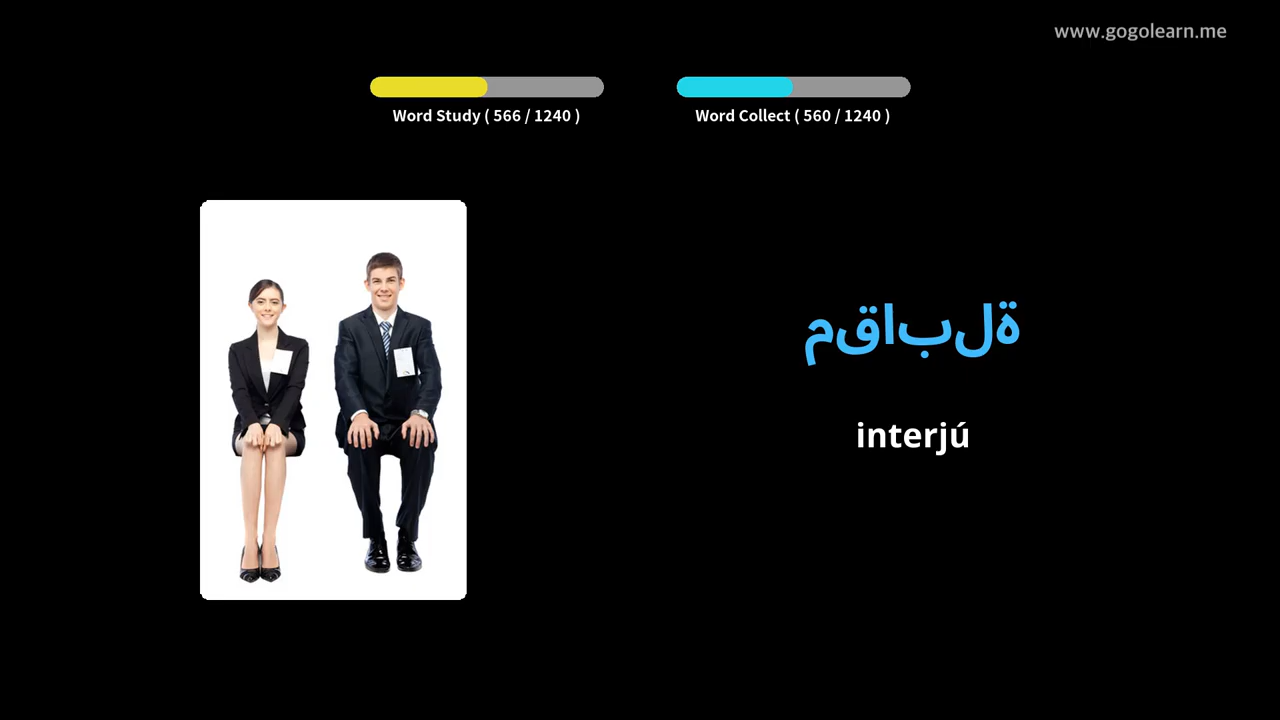 www.gogolearn.me
Word Study ( 566 / 1240 )
Word Collect ( 560 / 1240 )
مقابلة
interjú